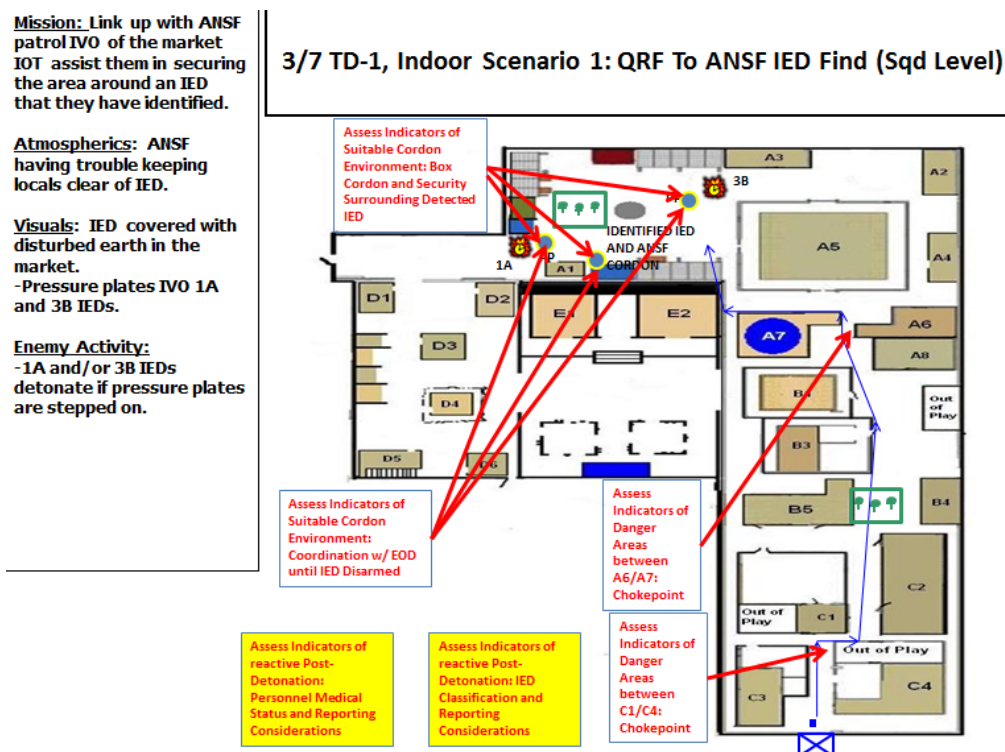 Mission: Link up with ANSF
patrol IVO of the market
IOT assist them in securing
the area around an IED
that they have identified.
Atmospherics: ANSF
having trouble keeping
locals clear of IED.
Visuals: IED covered with
disturbed earth in the
market.
-Pressure plates IVO 1A
and 3B IEDs.
Enemy Activity:
-1A and/or 3B IEDs
detonate if pressure plates
are stepped on.
3/7 TD-1, Indoor Scenario 1: QRF To ANSF IED Find (Sqd Level)
Assess Indicators of
Suitable Cordon
Environment: Box
Cordon and Security
Surrounding Detected
IED
A3
A2
3B
IDENTIFIED IED
AND ANSF
CORDON
1A
A1
A5
A4
D1
D2
E1
E2
A7
A6
A8
D3
D4
B1
Out
of
Play
B3
D5
D6
B5
B4
Assess Indicators of
Suitable Cordon
Environment:
Coordination w/ EOD
until IED Disarmed
Assess
Indicators of
Danger
Areas
between
A6/A7:
Chokepoint
C2
Out of
Play
C1
Assess
Indicators of
Danger
Areas
between
C1/C4:
Chokepoint
Out of Play
C3
C4
Assess Indicators of
reactive Post-
Detonation:
Personnel Medical
Status and Reporting
Considerations
Assess Indicators of
reactive Post-
Detonation: IED
Classification and
Reporting
Considerations